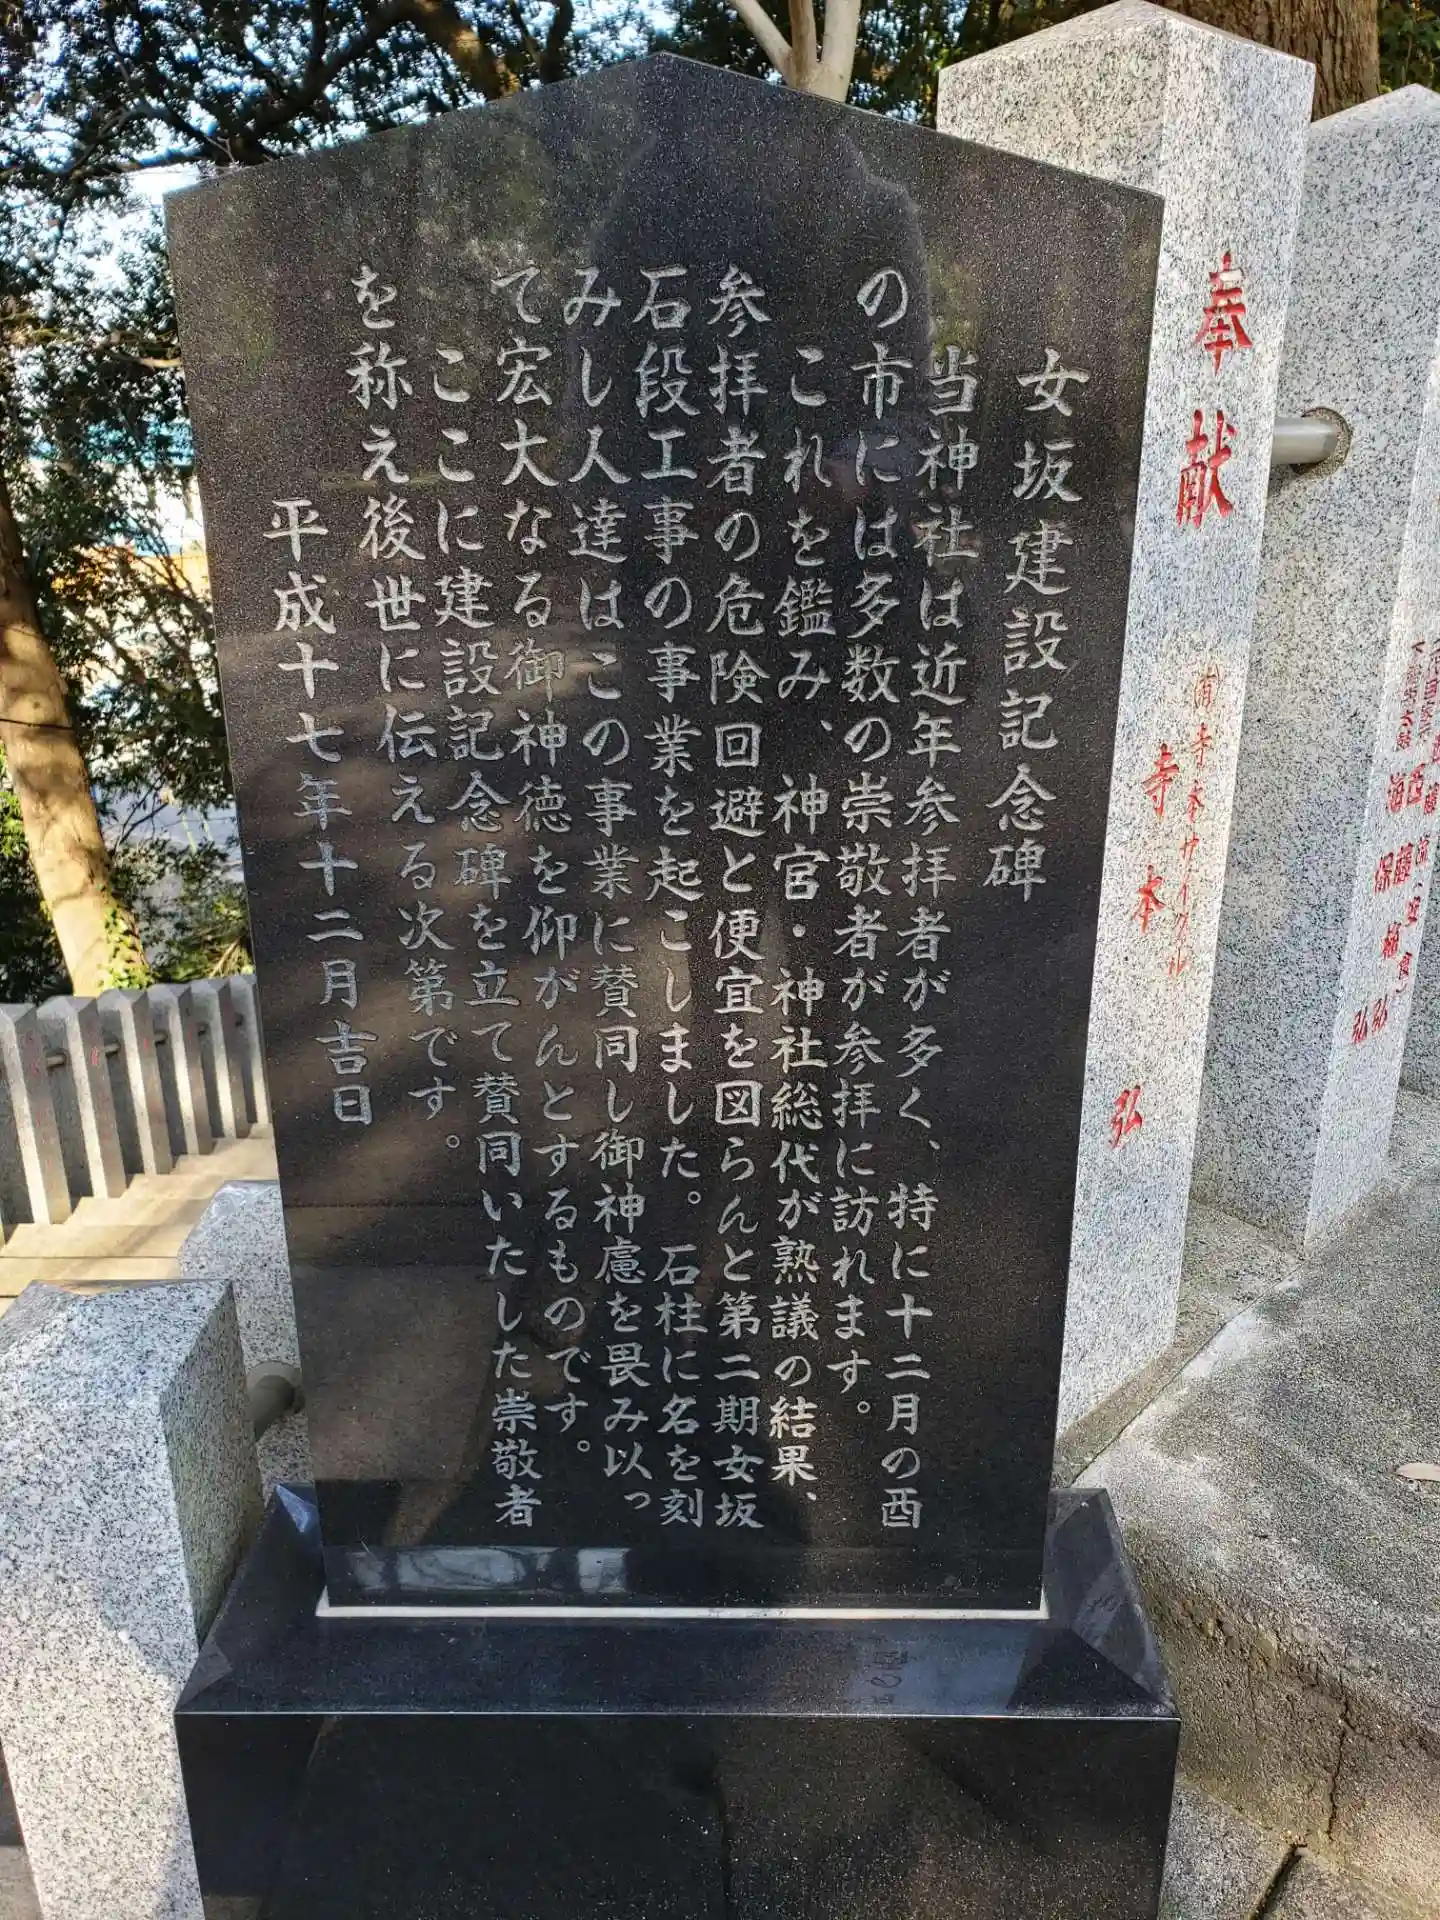 女坂建設記念碑
当神社は近年参拝者が多く、特に十二月の酉
の市には多数の崇敬者が参拝に訪れます。
これを鑑み、神宮・神社総代が熟議の結果、
参拝者の危険回避と便宜を図らんと第二期女坂
石段工事の事業を起こしました。石柱に名を刻
みし人達はこの事業に賛同し御神慮を畏み以っ
て宏大なる御神徳を仰がんとするものです。
ここに建設記念碑を立て賛同いたした崇敬者
を称え後世に伝える次第です。
平成十七年十二月吉日
奉献
㈲寺本サイクル
寺本弘